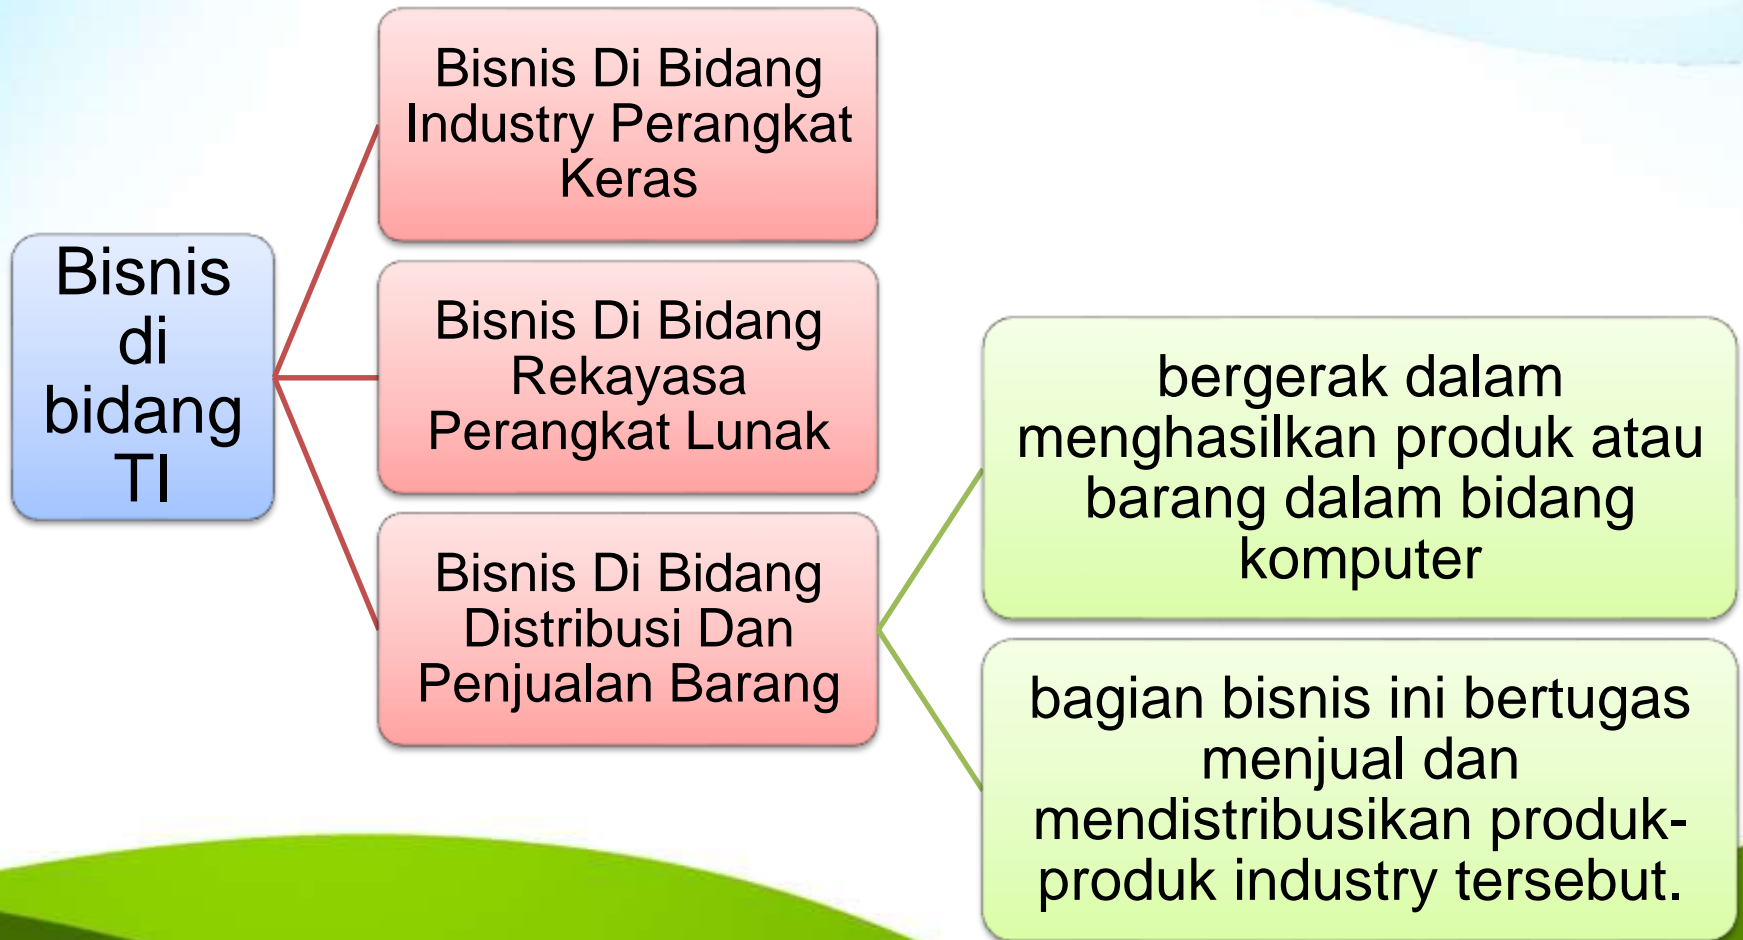 Bisnis
di
bidang
TI
Bisnis Di Bidang
Industry Perangkat
Keras
Bisnis Di Bidang
Rekayasa
Perangkat Lunak
Bisnis Di Bidang
Distribusi Dan
Penjualan Barang
bergerak dalam
menghasilkan produk atau
barang dalam bidang
komputer
bagian bisnis ini bertugas
menjual dan
mendistribusikan produk-
produk industry tersebut.